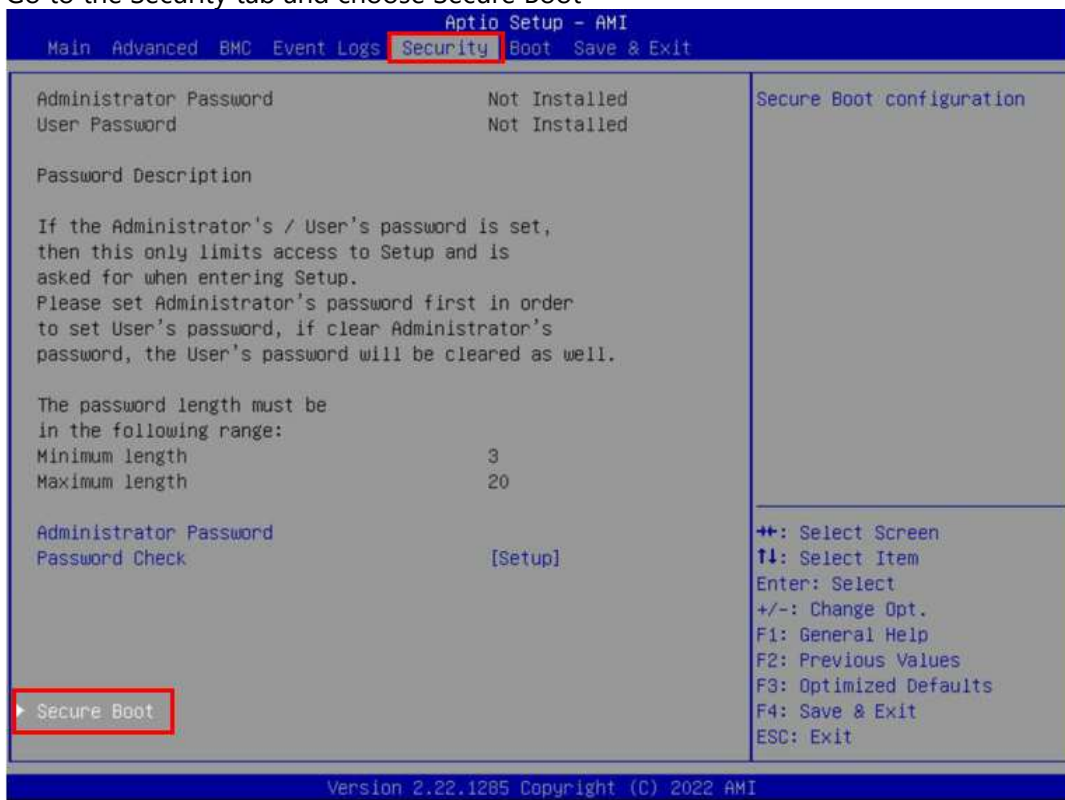 Go to the Security tab and choose Secure Boot
Aptio Setup – AMI
Main Advanced BMC Event Logs Security Boot Save & Exit
Administrator Password Not Installed
User Password Not Installed
Password Description
If the Administrator's / User's password is set,
then this only limits access to Setup and is
asked for when entering Setup.
Please set Administrator's password first in order
to set User's password, if clear Administrator's
password, the User's password will be cleared as well.
The password length must be
in the following range:
Minimum length 3
Maximum length 20
Administrator Password
Password Check [Setup]
Secure Boot
Secure Boot configuration
→←: Select Screen
↑↓: Select Item
Enter: Select
+/-: Change Opt.
F1: General Help
F2: Previous Values
F3: Optimized Defaults
F4: Save & Exit
ESC: Exit
Version 2.22.1285 Copyright (C) 2022 AMI